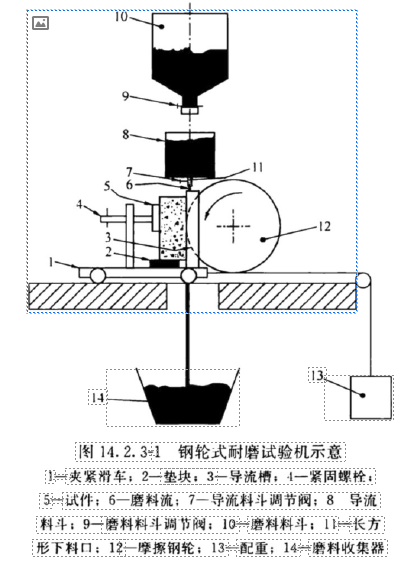 10
9
8
7
11
6
5
4
12
3
2
1
13
14
图 14.2.3-1 钢轮式耐磨试验机示意
1—夹紧滑车；2—垫块；3—导流槽；4—紧固螺栓；
5—试件；6—磨料流；7—导流料斗调节阀；8 导流
料斗；9—磨料料斗调节阀；10—磨料料斗；11—长方
形下料口；12—摩擦钢轮；13—配重；14—磨料收集器